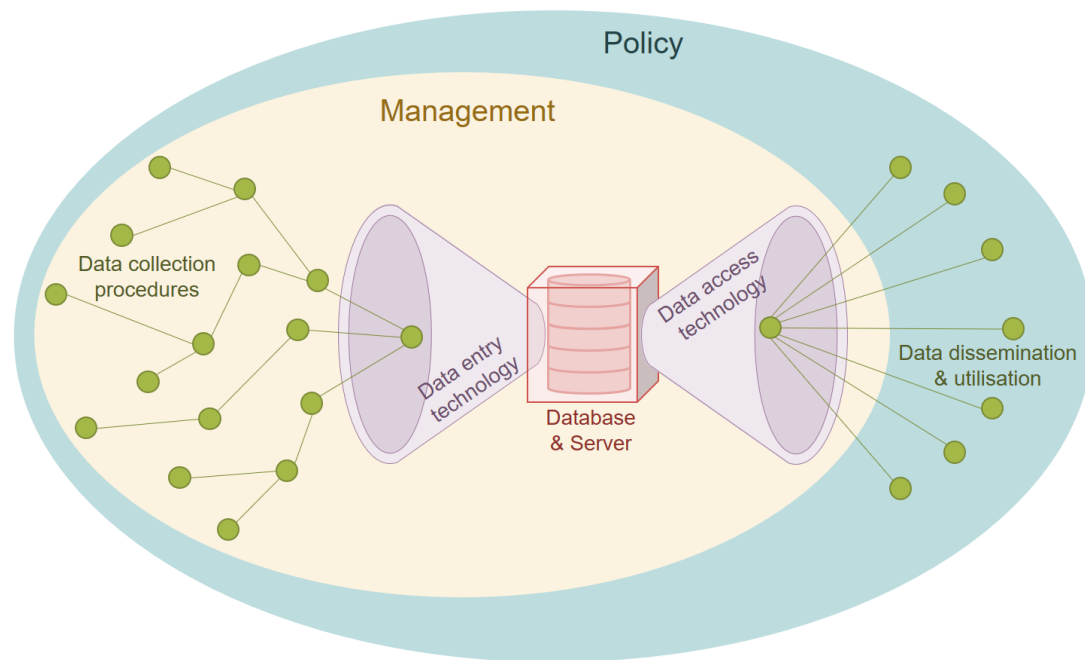 Policy
Management
Data collection
procedures
Data entry
technology
Database
& Server
Data access
technology
Data dissemination
& utilisation